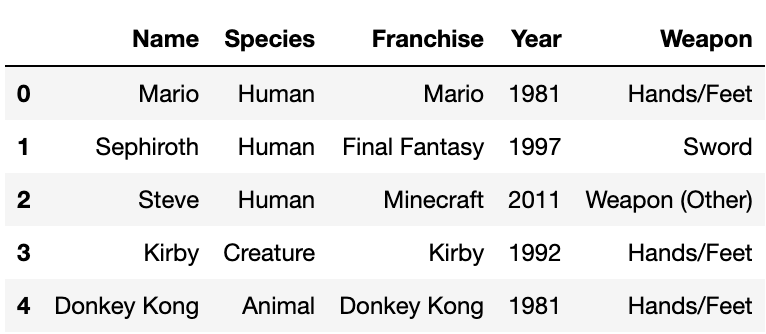 Name Species Franchise Year Weapon
0 Mario Human Mario 1981 Hands/Feet
1 Sephiroth Human Final Fantasy 1997 Sword
2 Steve Human Minecraft 2011 Weapon (Other)
3 Kirby Creature Kirby 1992 Hands/Feet
4 Donkey Kong Animal Donkey Kong 1981 Hands/Feet